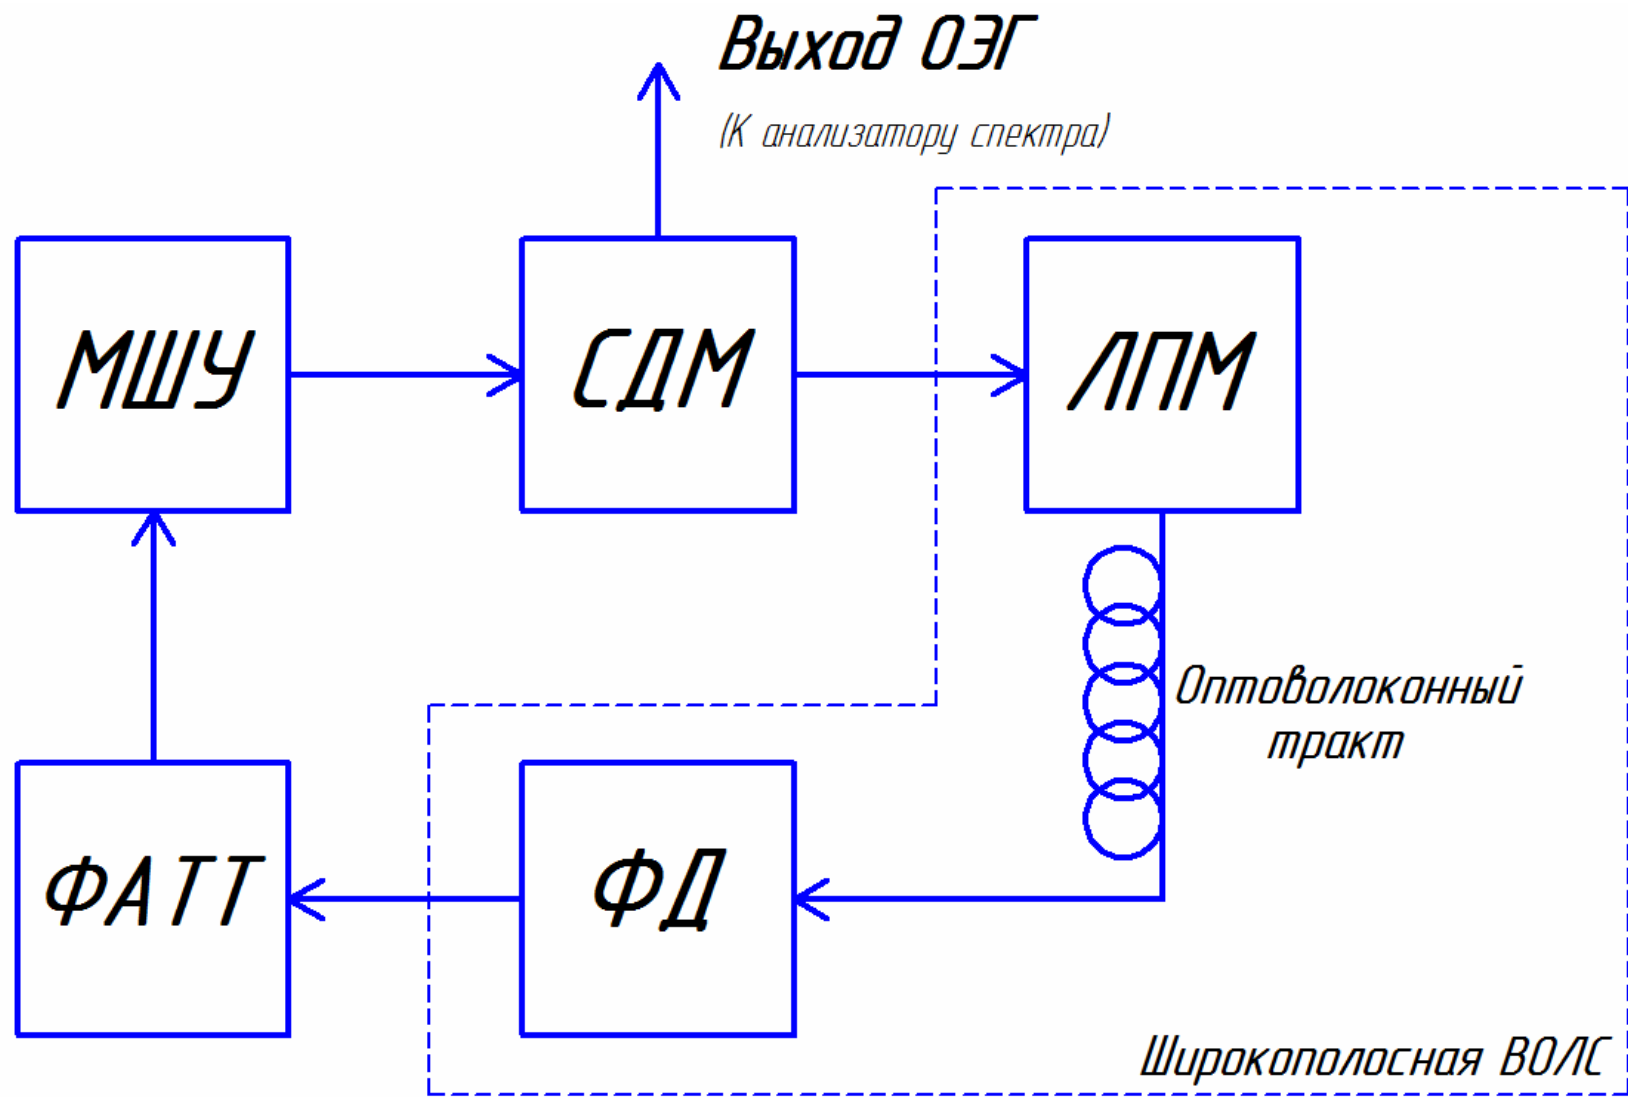 Выход ОЭГ
(К анализатору спектра)
МШУ
СДМ
ЛПМ
Оптоволоконный
тракт
ФАТТ
ФД
Широкополосная ВОЛС